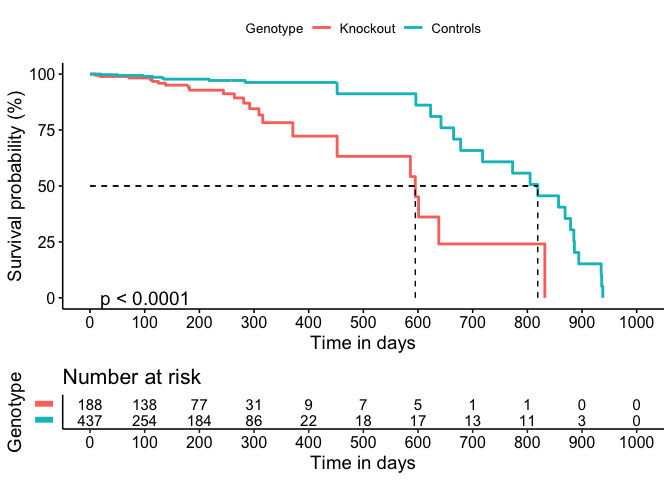 Genotype Knockout Controls
Survival probability (%)
100
75
50
25
0
p < 0.0001
0 100 200 300 400 500 600 700 800 900 1000
Time in days
Number at risk
Genotype
188 138 77 31 9 7 5 1 1 0 0
437 254 184 86 22 18 17 13 11 3 0
0 100 200 300 400 500 600 700 800 900 1000
Time in days